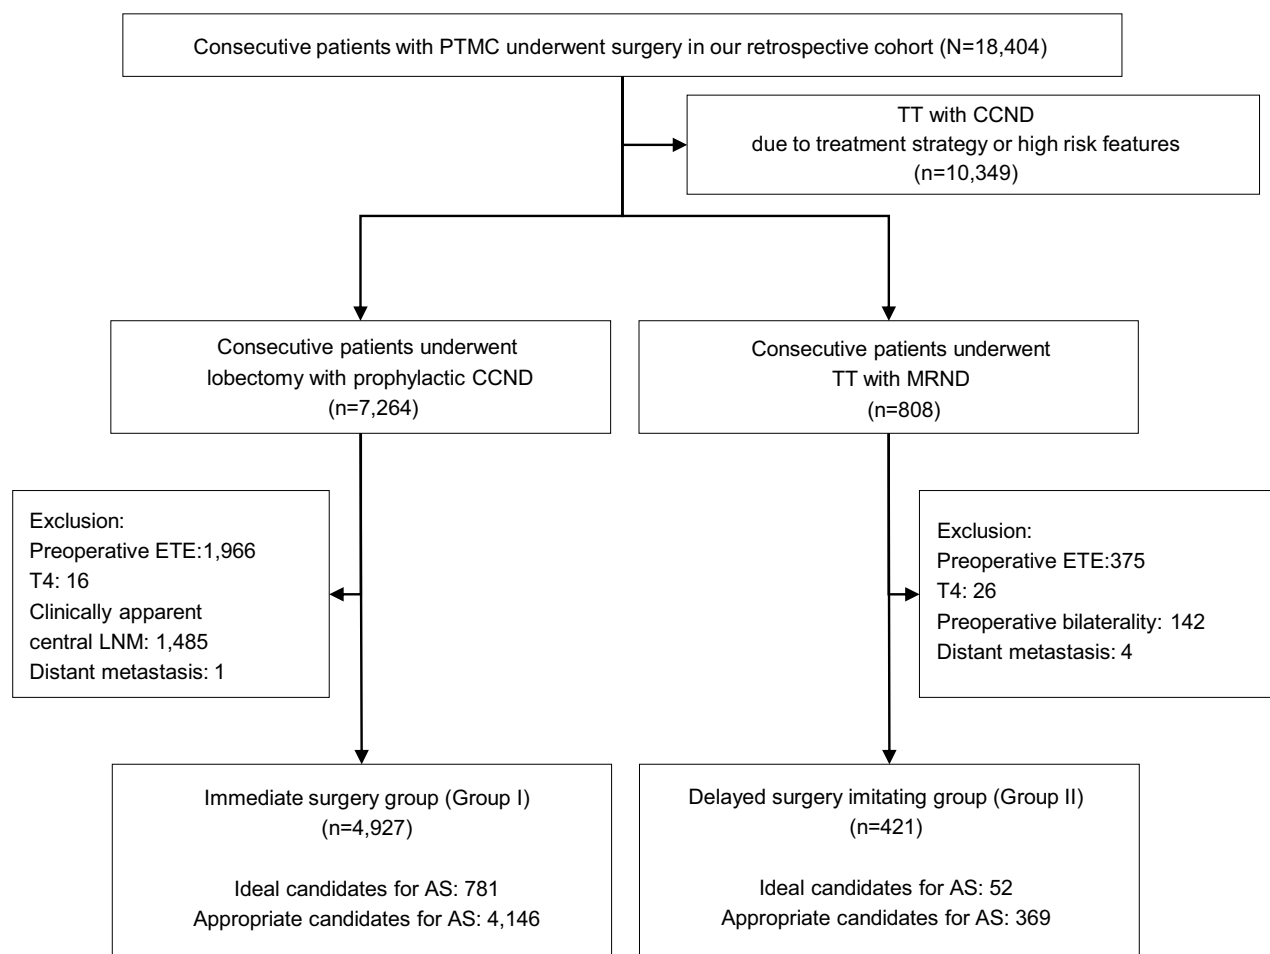 Consecutive patients with PTMC underwent surgery in our retrospective cohort (N=18,404)
TT with CCND
due to treatment strategy or high risk features
(n=10,349)
Consecutive patients underwent
lobectomy with prophylactic CCND
(n=7,264)
Consecutive patients underwent
TT with MRND
(n=808)
Exclusion:
Preoperative ETE:1,966
T4: 16
Clinically apparent
central LNM: 1,485
Distant metastasis: 1
Exclusion:
Preoperative ETE:375
T4: 26
Preoperative bilaterality: 142
Distant metastasis: 4
Immediate surgery group (Group I)
(n=4,927)
Ideal candidates for AS: 781
Appropriate candidates for AS: 4,146
Delayed surgery imitating group (Group II)
(n=421)
Ideal candidates for AS: 52
Appropriate candidates for AS: 369